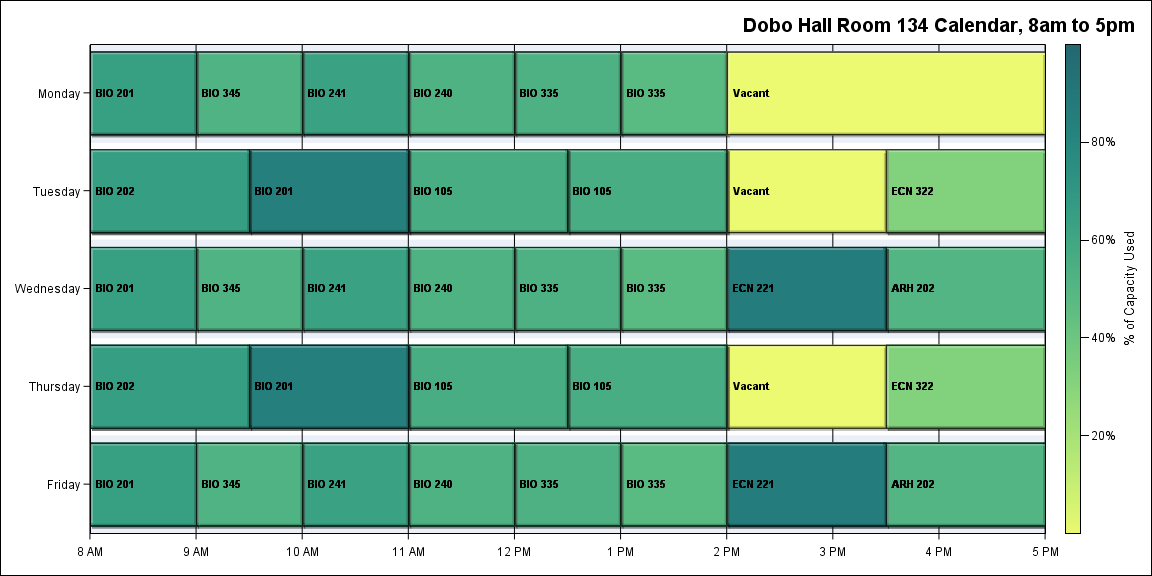 Dobo Hall Room 134 Calendar, 8am to 5pm
Monday
BIO 201
BIO 345
BIO 241
BIO 240
BIO 335
BIO 335
Vacant
Tuesday
BIO 202
BIO 201
BIO 105
BIO 105
Vacant
ECN 322
Wednesday
BIO 201
BIO 345
BIO 241
BIO 240
BIO 335
BIO 335
ECN 221
ARH 202
Thursday
BIO 202
BIO 201
BIO 105
BIO 105
Vacant
ECN 322
Friday
BIO 201
BIO 345
BIO 241
BIO 240
BIO 335
BIO 335
ECN 221
ARH 202
8 AM
9 AM
10 AM
11 AM
12 PM
1 PM
2 PM
3 PM
4 PM
5 PM
80%
60%
40%
20%
% of Capacity Used